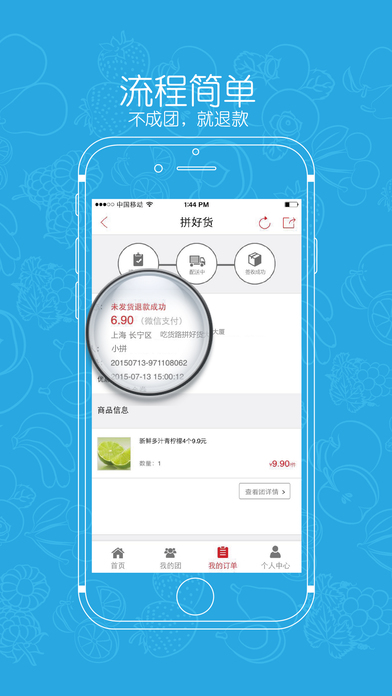 流程简单
不成团，就退款
中国移动 1:44 PM
拼好货
配送中 签收成功
： 未发货退款成功
： 6.90（微信支付）
上海 长宁区 吃货路拼好货 大厦
： 小拼
20150713-971108062
2015-07-13 15:00:12
商品信息
新鲜多汁青柠檬4个9.9元
数量：1
¥9.90/件
查看团详情 >
首页 我的团 我的订单 个人中心